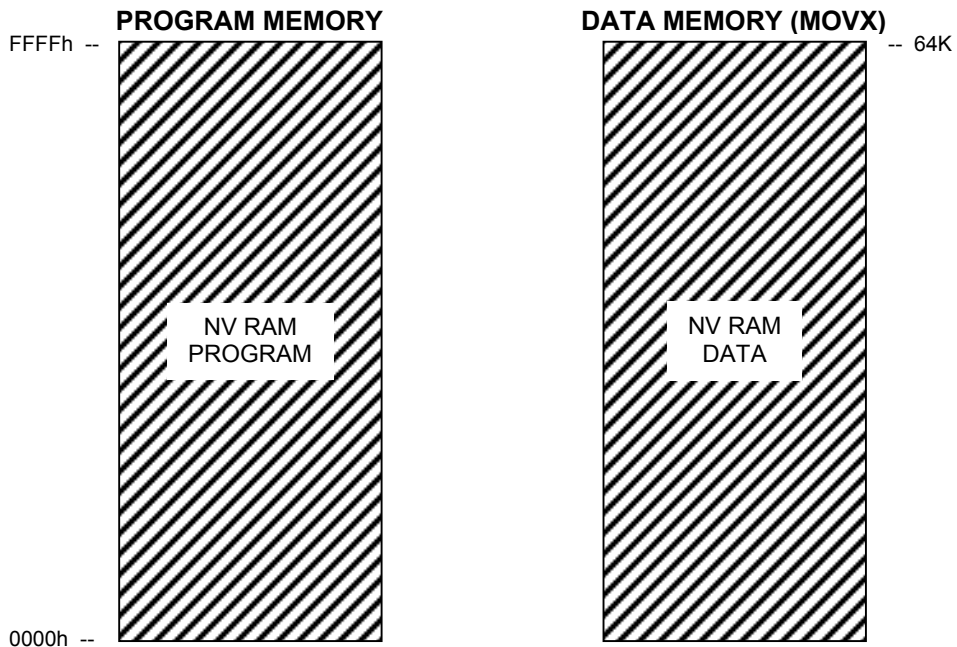 PROGRAM MEMORY
DATA MEMORY (MOVX)
FFFFh --
-- 64K
NV RAM
PROGRAM
NV RAM
DATA
0000h --